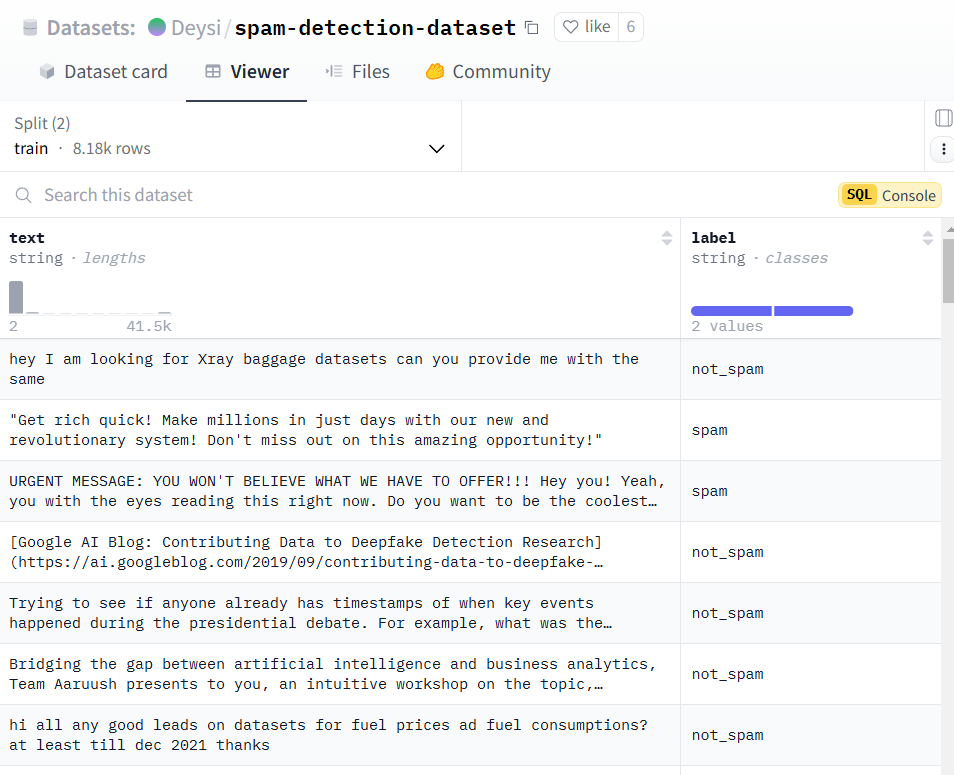 Datasets: Deysi/spam-detection-dataset like 6
Dataset card Viewer Files Community
Split (2)
train · 8.18k rows
Search this dataset SQL Console
text label
string · lengths string · classes
2 41.5k 2 values
hey I am looking for Xray baggage datasets can you provide me with the
same
not_spam
"Get rich quick! Make millions in just days with our new and
revolutionary system! Don't miss out on this amazing opportunity!"
spam
URGENT MESSAGE: YOU WON'T BELIEVE WHAT WE HAVE TO OFFER!!! Hey you! Yeah,
you with the eyes reading this right now. Do you want to be the coolest…
spam
[Google AI Blog: Contributing Data to Deepfake Detection Research]
(https://ai.googleblog.com/2019/09/contributing-data-to-deepfake-…
not_spam
Trying to see if anyone already has timestamps of when key events
happened during the presidential debate. For example, what was the…
not_spam
Bridging the gap between artificial intelligence and business analytics,
Team Aaruush presents to you, an intuitive workshop on the topic,…
not_spam
hi all any good leads on datasets for fuel prices ad fuel consumptions?
at least till dec 2021 thanks
not_spam